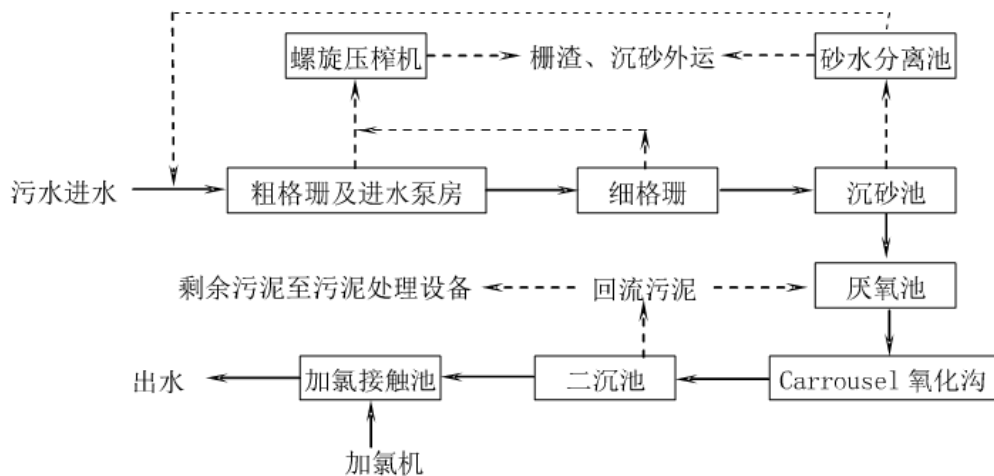 螺旋压榨机
栅渣、沉砂外运
砂水分离池
污水进水
粗格珊及进水泵房
细格珊
沉砂池
剩余污泥至污泥处理设备
回流污泥
厌氧池
出水
加氯接触池
二沉池
Carrousel 氧化沟
加氯机